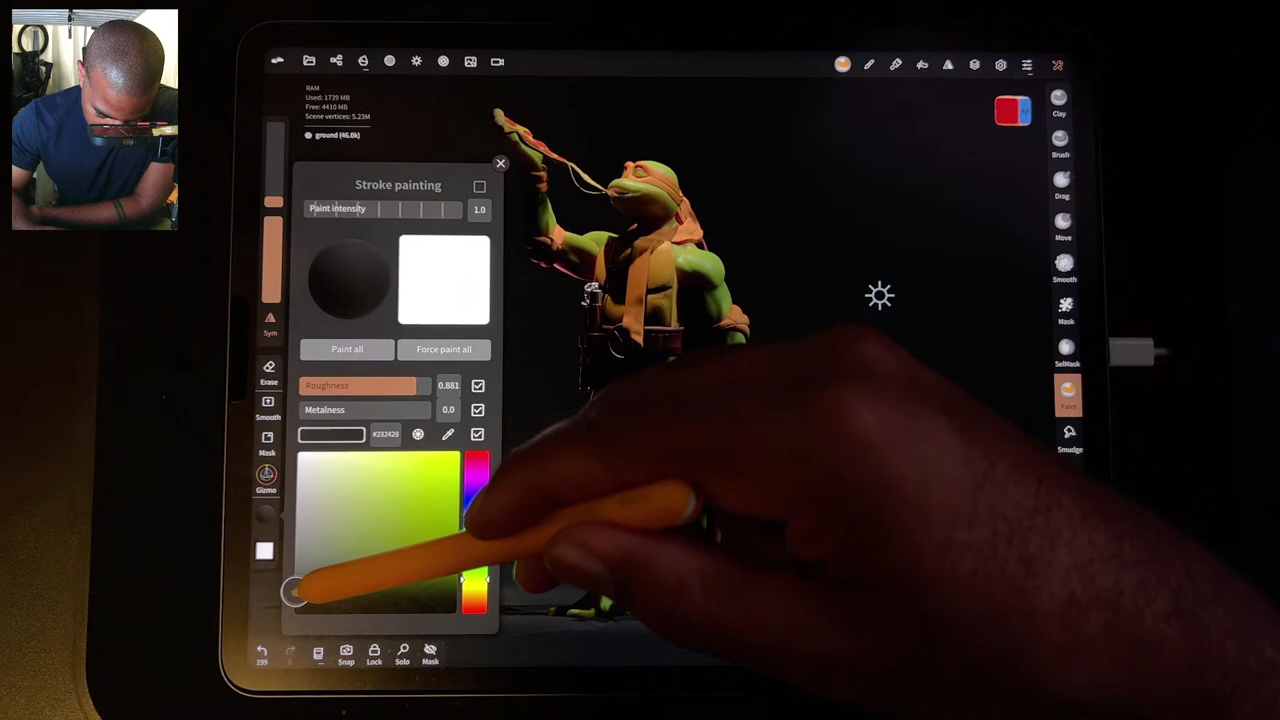 RAM
Used: 1739 MB
Free: 4410 MB
Scene vertices: 5.23M
ground (46.0k)
Stroke painting
Paint intensity
1.0
Paint all
Force paint all
Roughness
0.881
Metalness
0.0
#232423
Sym
Erase
Smooth
Mask
Gizmo
199
0
Snap
Lock
Solo
Mask
Clay
Brush
Drag
Move
Smooth
Mask
SelMask
Paint
Smudge